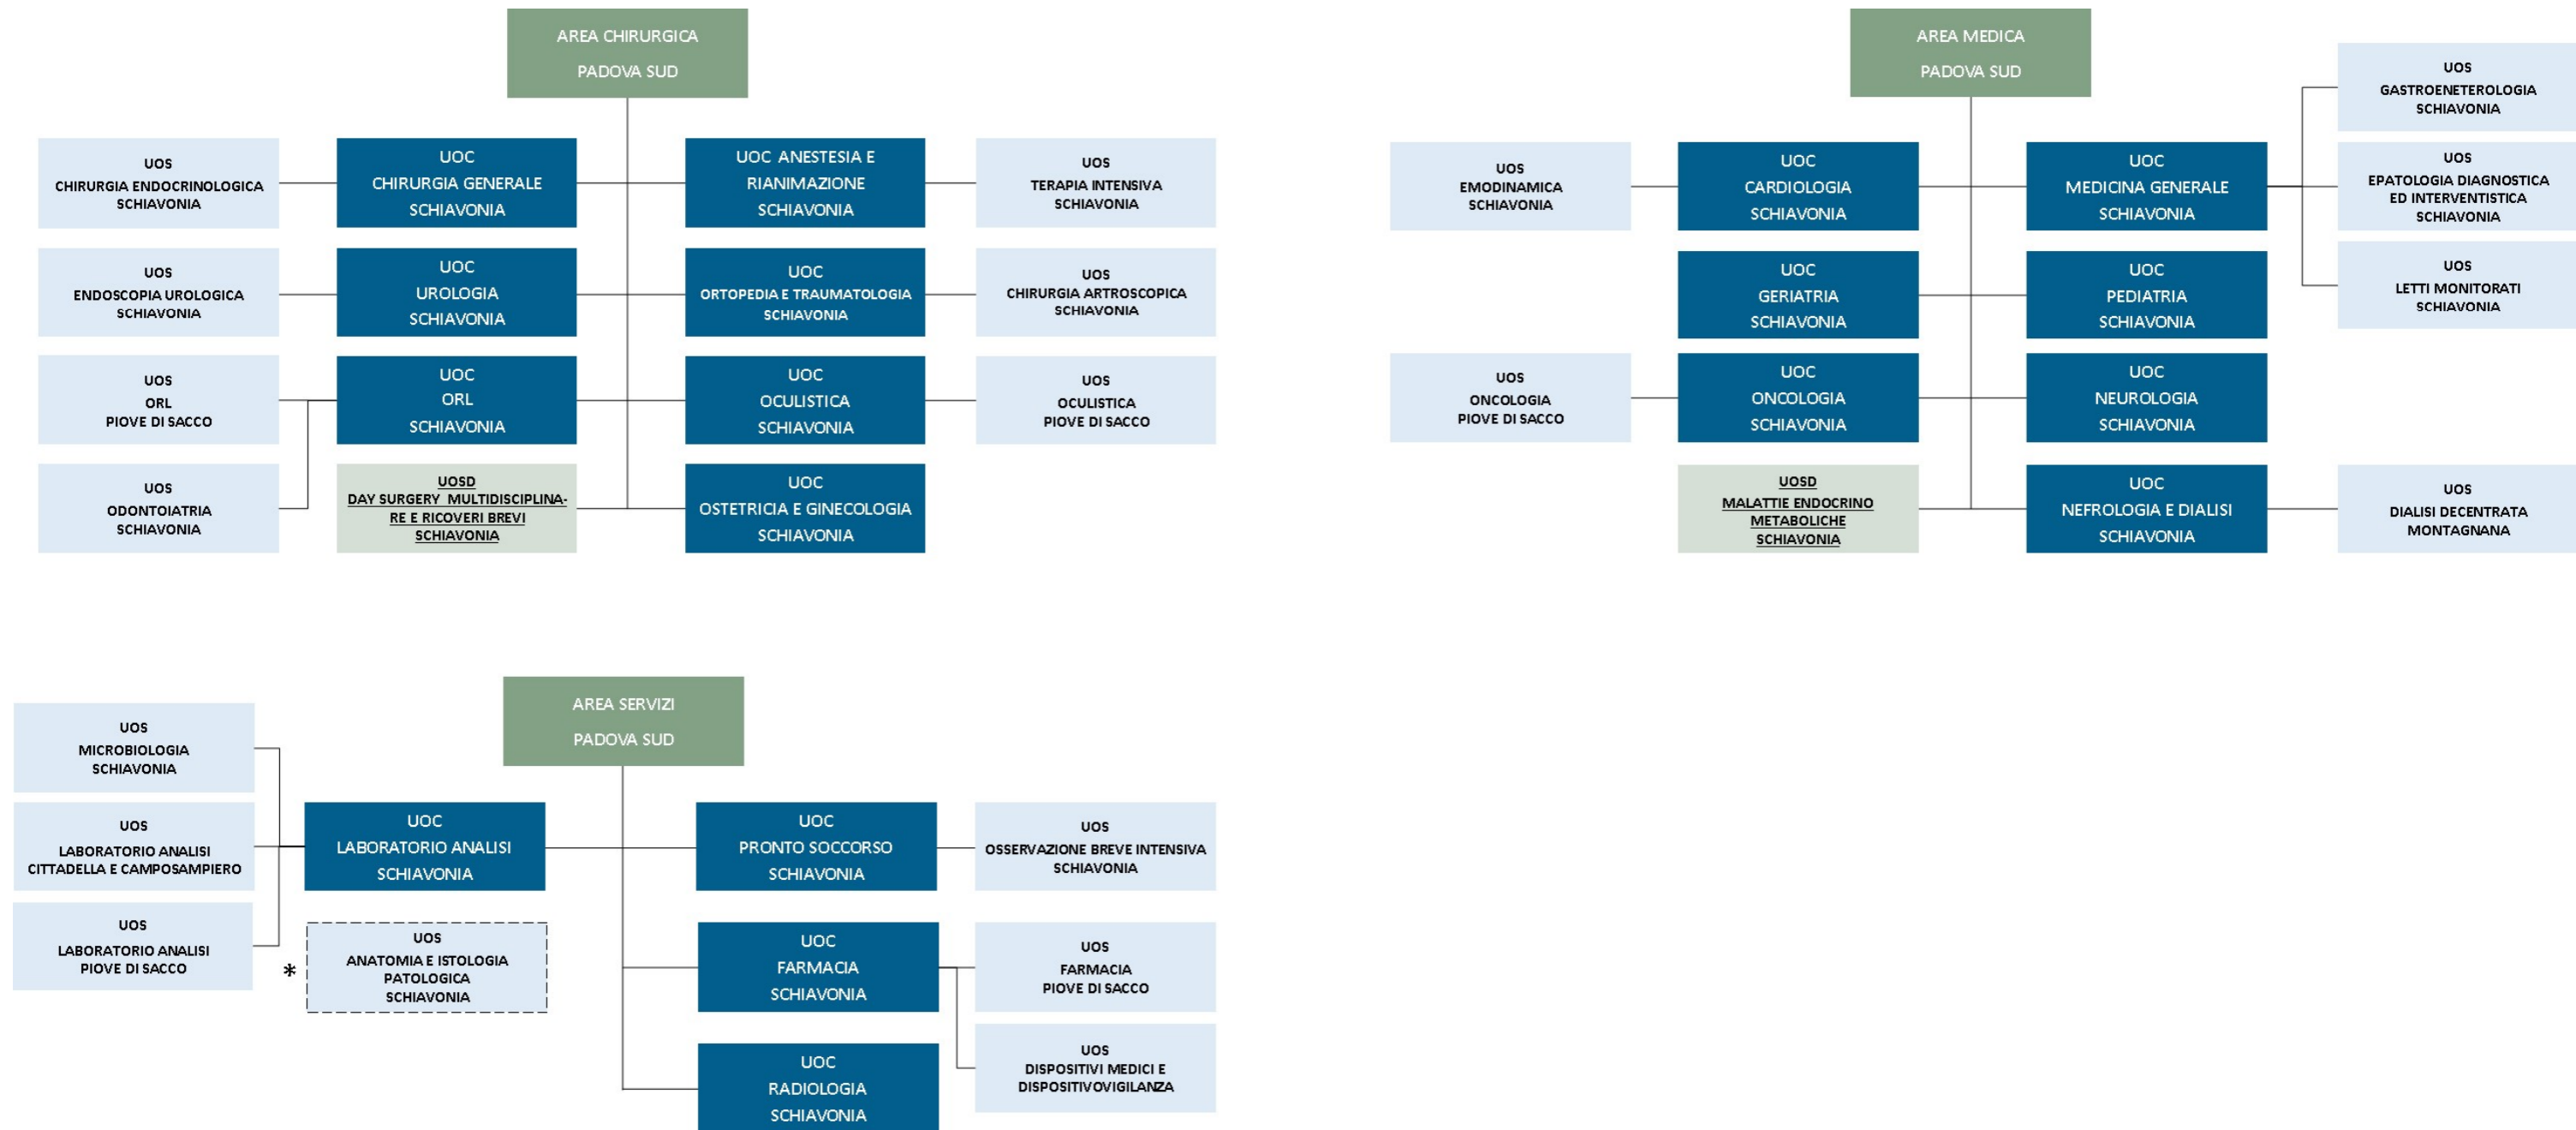 AREA CHIRURGICA
PADOVA SUD
UOS
CHIRURGIA ENDOCRINOLOGICA
SCHIAVONIA
UOC
CHIRURGIA GENERALE
SCHIAVONIA
UOC ANESTESIA E
RIANIMAZIONE
SCHIAVONIA
UOS
TERAPIA INTENSIVA
SCHIAVONIA
UOS
ENDOSCOPIA UROLOGICA
SCHIAVONIA
UOC
UROLOGIA
SCHIAVONIA
UOC
ORTOPEDIA E TRAUMATOLOGIA
SCHIAVONIA
UOS
CHIRURGIA ARTROSCOPICA
SCHIAVONIA
UOS
ORL
PIOVE DI SACCO
UOC
ORL
SCHIAVONIA
UOC
OCULISTICA
SCHIAVONIA
UOS
OCULISTICA
PIOVE DI SACCO
UOS
ODONTOIATRIA
SCHIAVONIA
UOSD
DAY SURGERY MULTIDISCIPLINA-
RE E RICOVERI BREVI
SCHIAVONIA
UOC
OSTETRICIA E GINECOLOGIA
SCHIAVONIA
AREA MEDICA
PADOVA SUD
UOS
GASTROENETEROLOGIA
SCHIAVONIA
UOS
EMODINAMICA
SCHIAVONIA
UOC
CARDIOLOGIA
SCHIAVONIA
UOC
MEDICINA GENERALE
SCHIAVONIA
UOS
EPATOLOGIA DIAGNOSTICA
ED INTERVENTISTICA
SCHIAVONIA
UOC
GERIATRIA
SCHIAVONIA
UOC
PEDIATRIA
SCHIAVONIA
UOS
LETTI MONITORATI
SCHIAVONIA
UOS
ONCOLOGIA
PIOVE DI SACCO
UOC
ONCOLOGIA
SCHIAVONIA
UOC
NEUROLOGIA
SCHIAVONIA
UOSD
MALATTIE ENDOCRINO
METABOLICHE
SCHIAVONIA
UOC
NEFROLOGIA E DIALISI
SCHIAVONIA
UOS
DIALISI DECENTRATA
MONTAGNANA
AREA SERVIZI
PADOVA SUD
UOS
MICROBIOLOGIA
SCHIAVONIA
UOS
LABORATORIO ANALISI
CITTADELLA E CAMPOSAMPIERO
UOC
LABORATORIO ANALISI
SCHIAVONIA
UOC
PRONTO SOCCORSO
SCHIAVONIA
UOS
OSSERVAZIONE BREVE INTENSIVA
SCHIAVONIA
UOS
LABORATORIO ANALISI
PIOVE DI SACCO
*
UOS
ANATOMIA E ISTOLOGIA
PATOLOGICA
SCHIAVONIA
UOC
FARMACIA
SCHIAVONIA
UOS
FARMACIA
PIOVE DI SACCO
UOS
DISPOSITIVI MEDICI E
DISPOSITIVOVIGILANZA
UOC
RADIOLOGIA
SCHIAVONIA